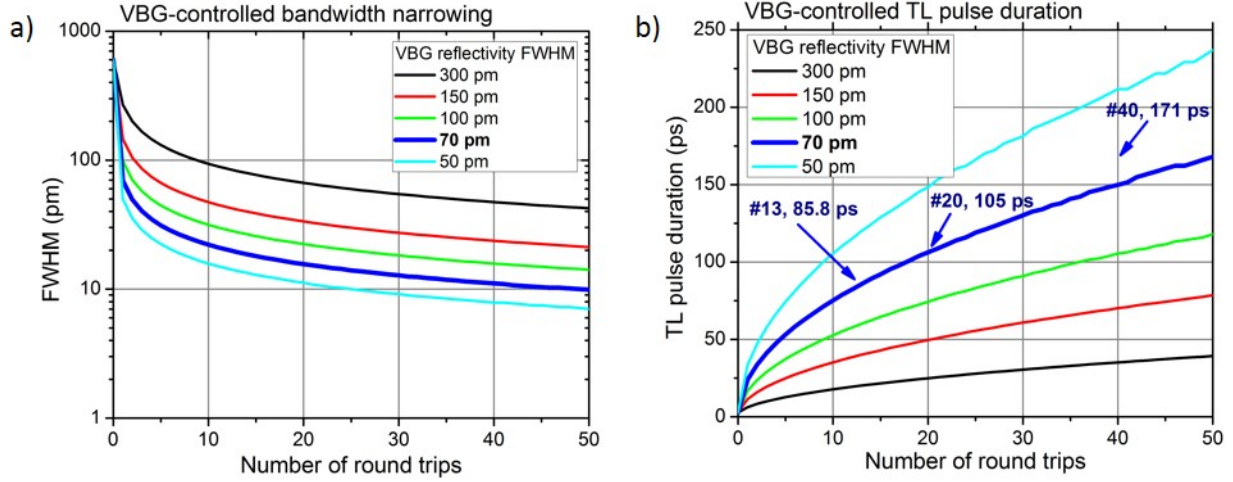 a)
VBG-controlled bandwidth narrowing
1000
100
10
1
FWHM (pm)
VBG reflectivity FWHM
300 pm
150 pm
100 pm
70 pm
50 pm
0 10 20 30 40 50
Number of round trips
b)
VBG-controlled TL pulse duration
250
200
150
100
50
0
TL pulse duration (ps)
VBG reflectivity FWHM
300 pm
150 pm
100 pm
70 pm
50 pm
#40, 171 ps
#13, 85.8 ps
#20, 105 ps
0 10 20 30 40 50
Number of round trips